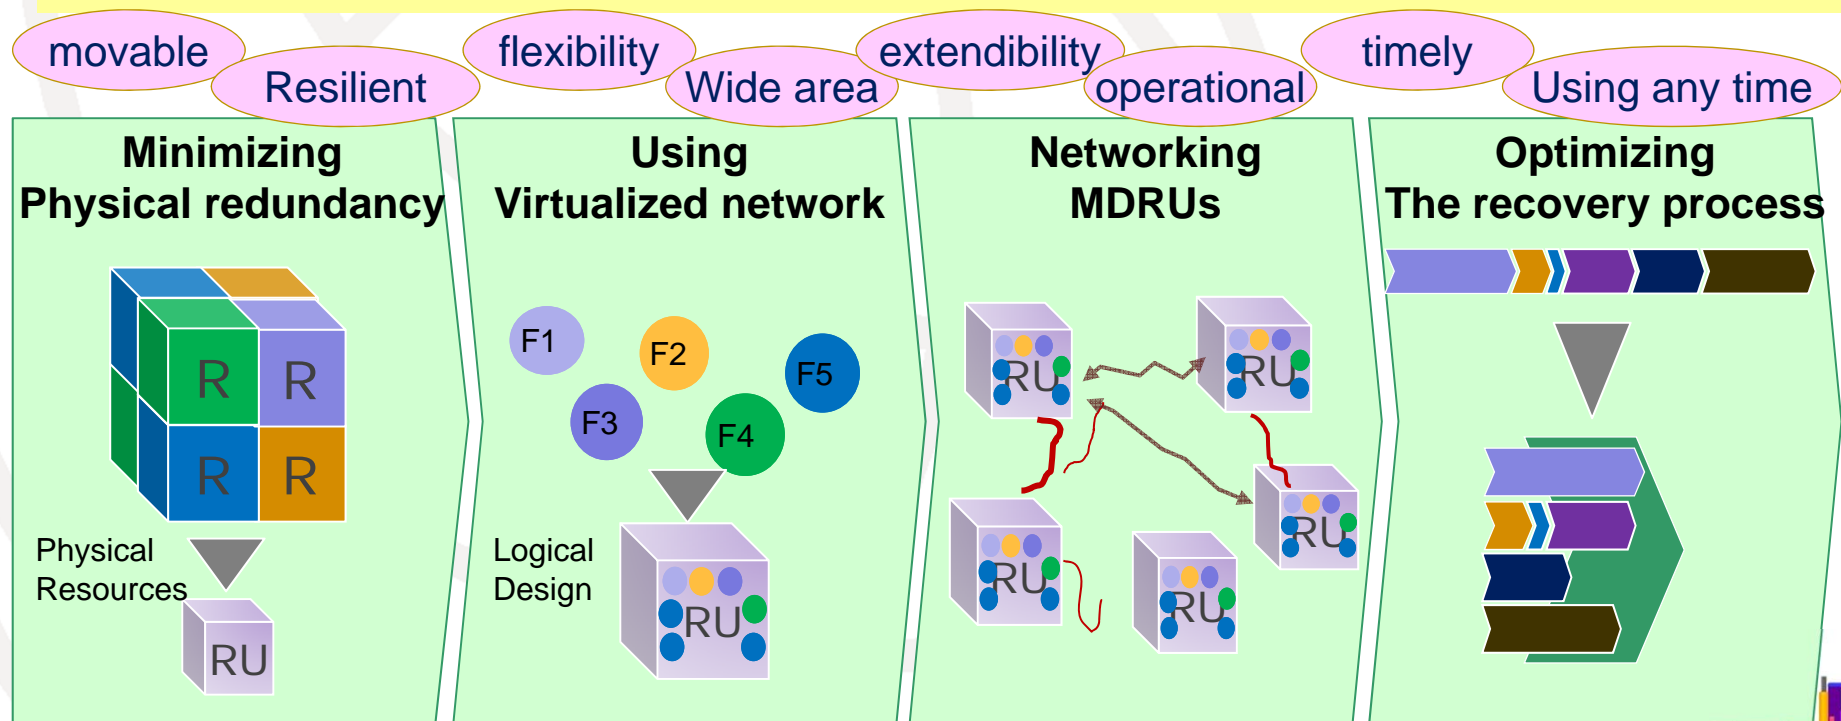 movable
Resilient
flexibility
Wide area
extendibility
operational
timely
Using any time
Minimizing
Physical redundancy
R
R
R
R
Physical
Resources
RU
Using
Virtualized network
F1
F2
F5
F3
F4
Logical
Design
RU
Networking
MDRUs
RU
RU
RU
RU
RU
Optimizing
The recovery process